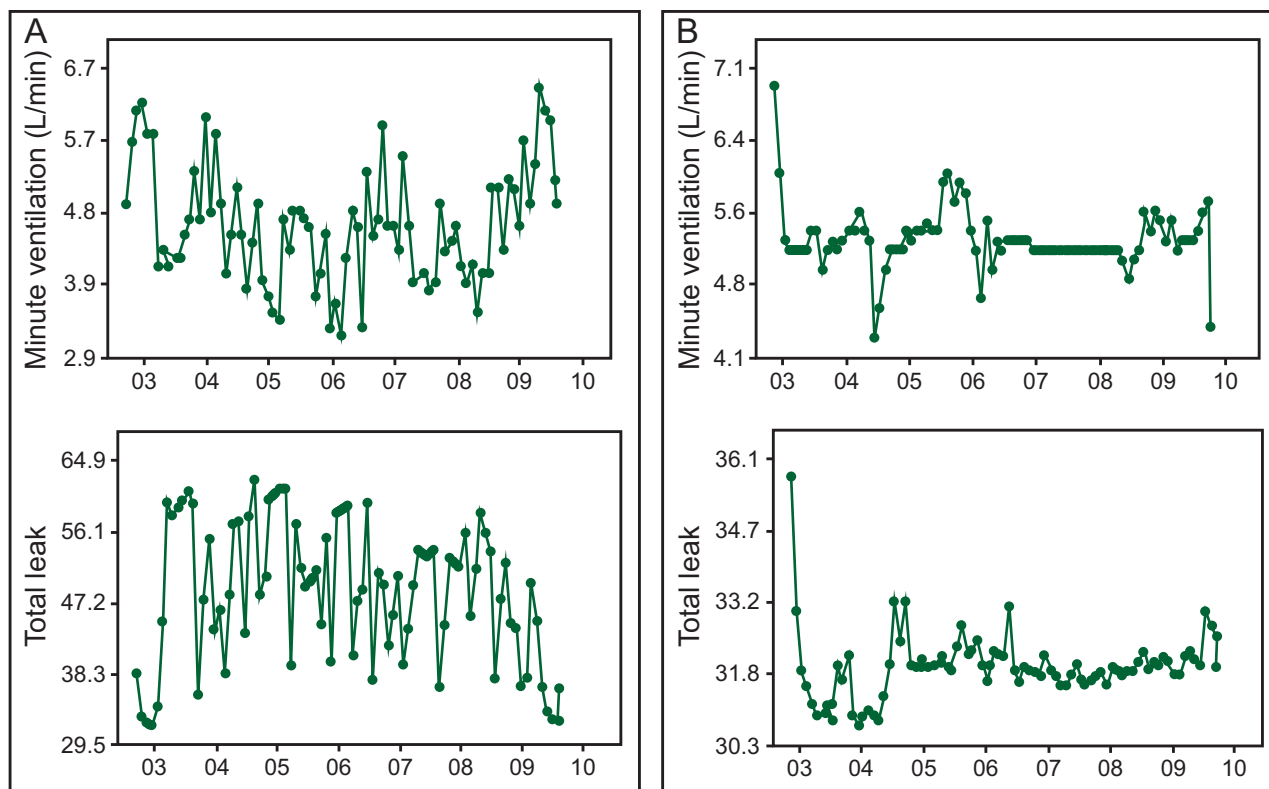 A
Minute ventilation (L/min)
6.7
5.7
4.8
3.9
2.9
03 04 05 06 07 08 09 10
Total leak
64.9
56.1
47.2
38.3
29.5
03 04 05 06 07 08 09 10
B
Minute ventilation (L/min)
7.1
6.4
5.6
4.8
4.1
03 04 05 06 07 08 09 10
Total leak
36.1
34.7
33.2
31.8
30.3
03 04 05 06 07 08 09 10